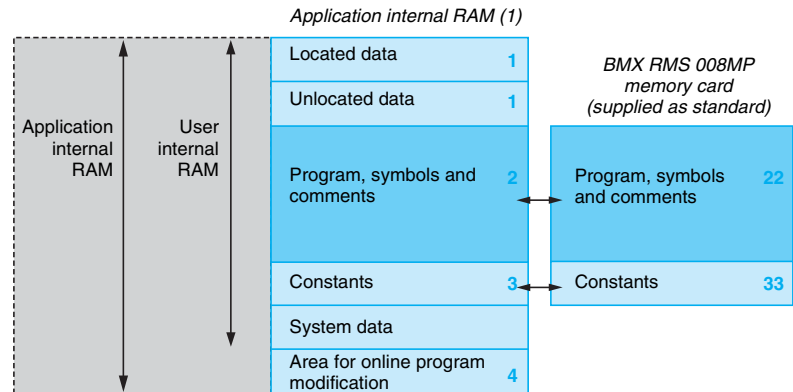 Application internal RAM (1)
Located data 1
Unlocated data 1
Application
internal
RAM
User
internal
RAM
Program, symbols and
comments
2
Constants 3
System data
Area for online program
modification
4
BMX RMS 008MP
memory card
(supplied as standard)
Program, symbols
and comments
22
Constants 33